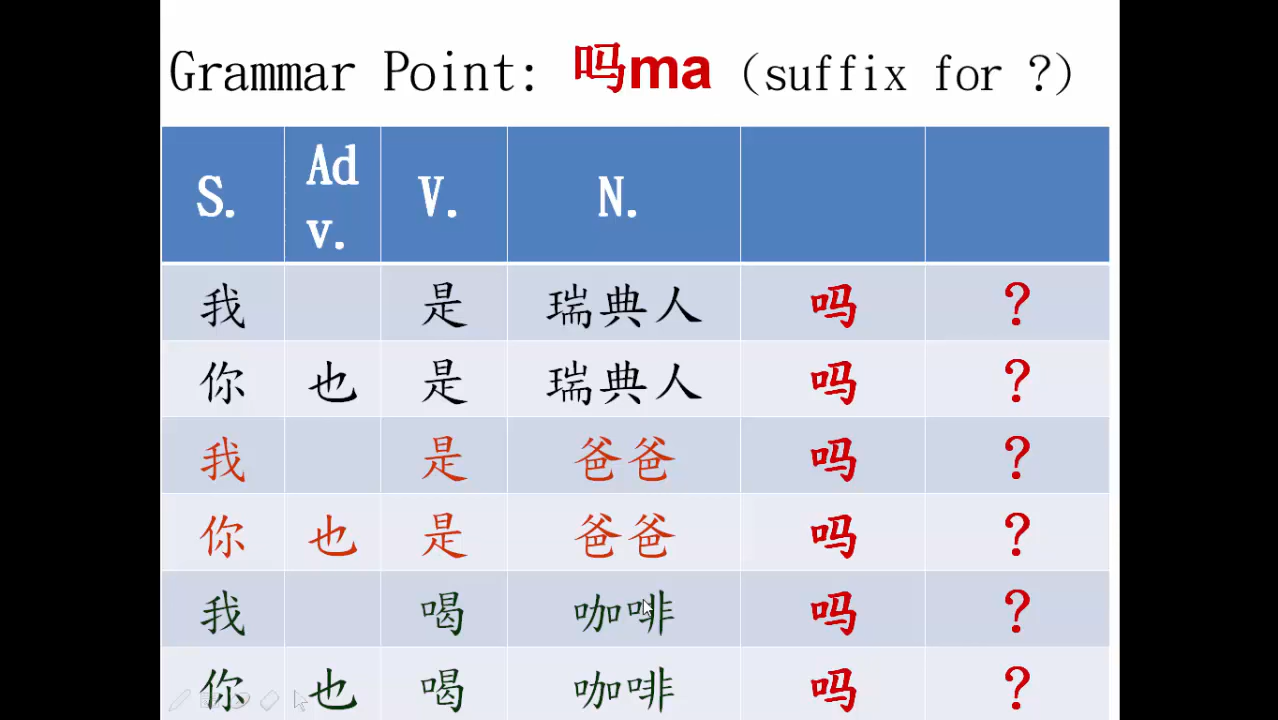 Grammar Point: 吗ma (suffix for ?)
S. Adv. V. N.
我 是 瑞典人 吗 ?
你 也 是 瑞典人 吗 ?
我 是 爸爸 吗 ?
你 也 是 爸爸 吗 ?
我 喝 咖啡 吗 ?
你 也 喝 咖啡 吗 ?